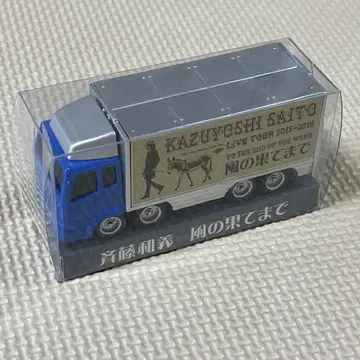 KAZUYOSHI SAITO
LIVE TOUR 2015-2016
TO THE END OF THE WIND
風の果てまで
斉藤和義 風の果てまで